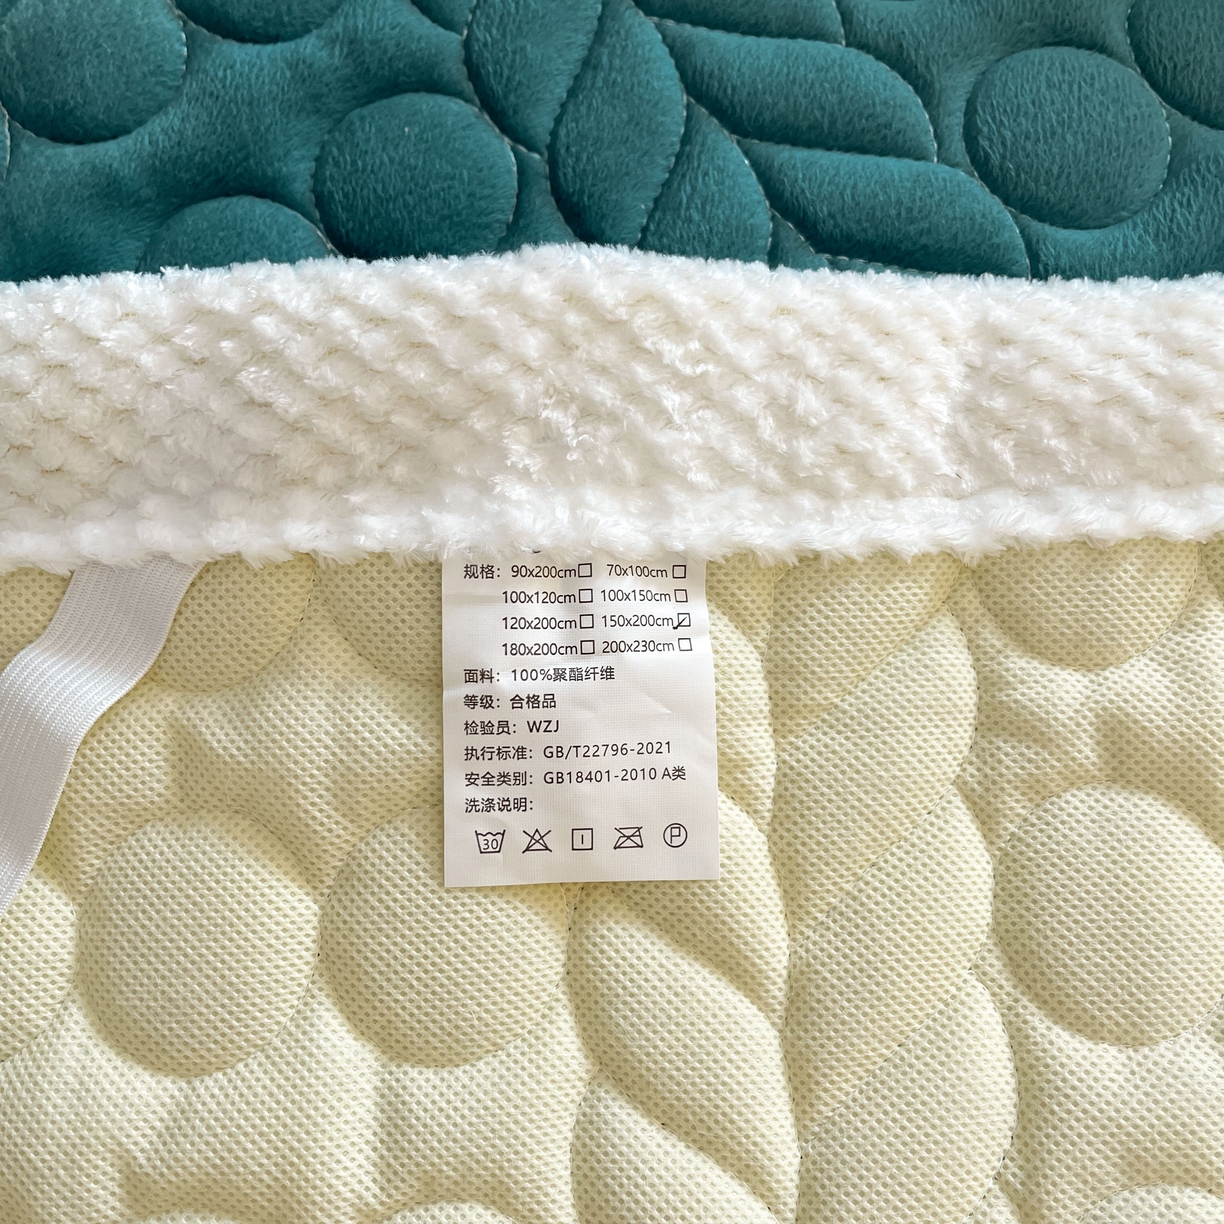 规格：90x200cm☐ 70x100cm☐
100x120cm☐ 100x150cm☐
120x200cm☐ 150x200cm☑
180x200cm☐ 200x230cm☐
面料：100%聚酯纤维
等级：合格品
检验员：WZJ
执行标准：GB/T22796-2021
安全类别：GB18401-2010 A类
洗涤说明：
30 P